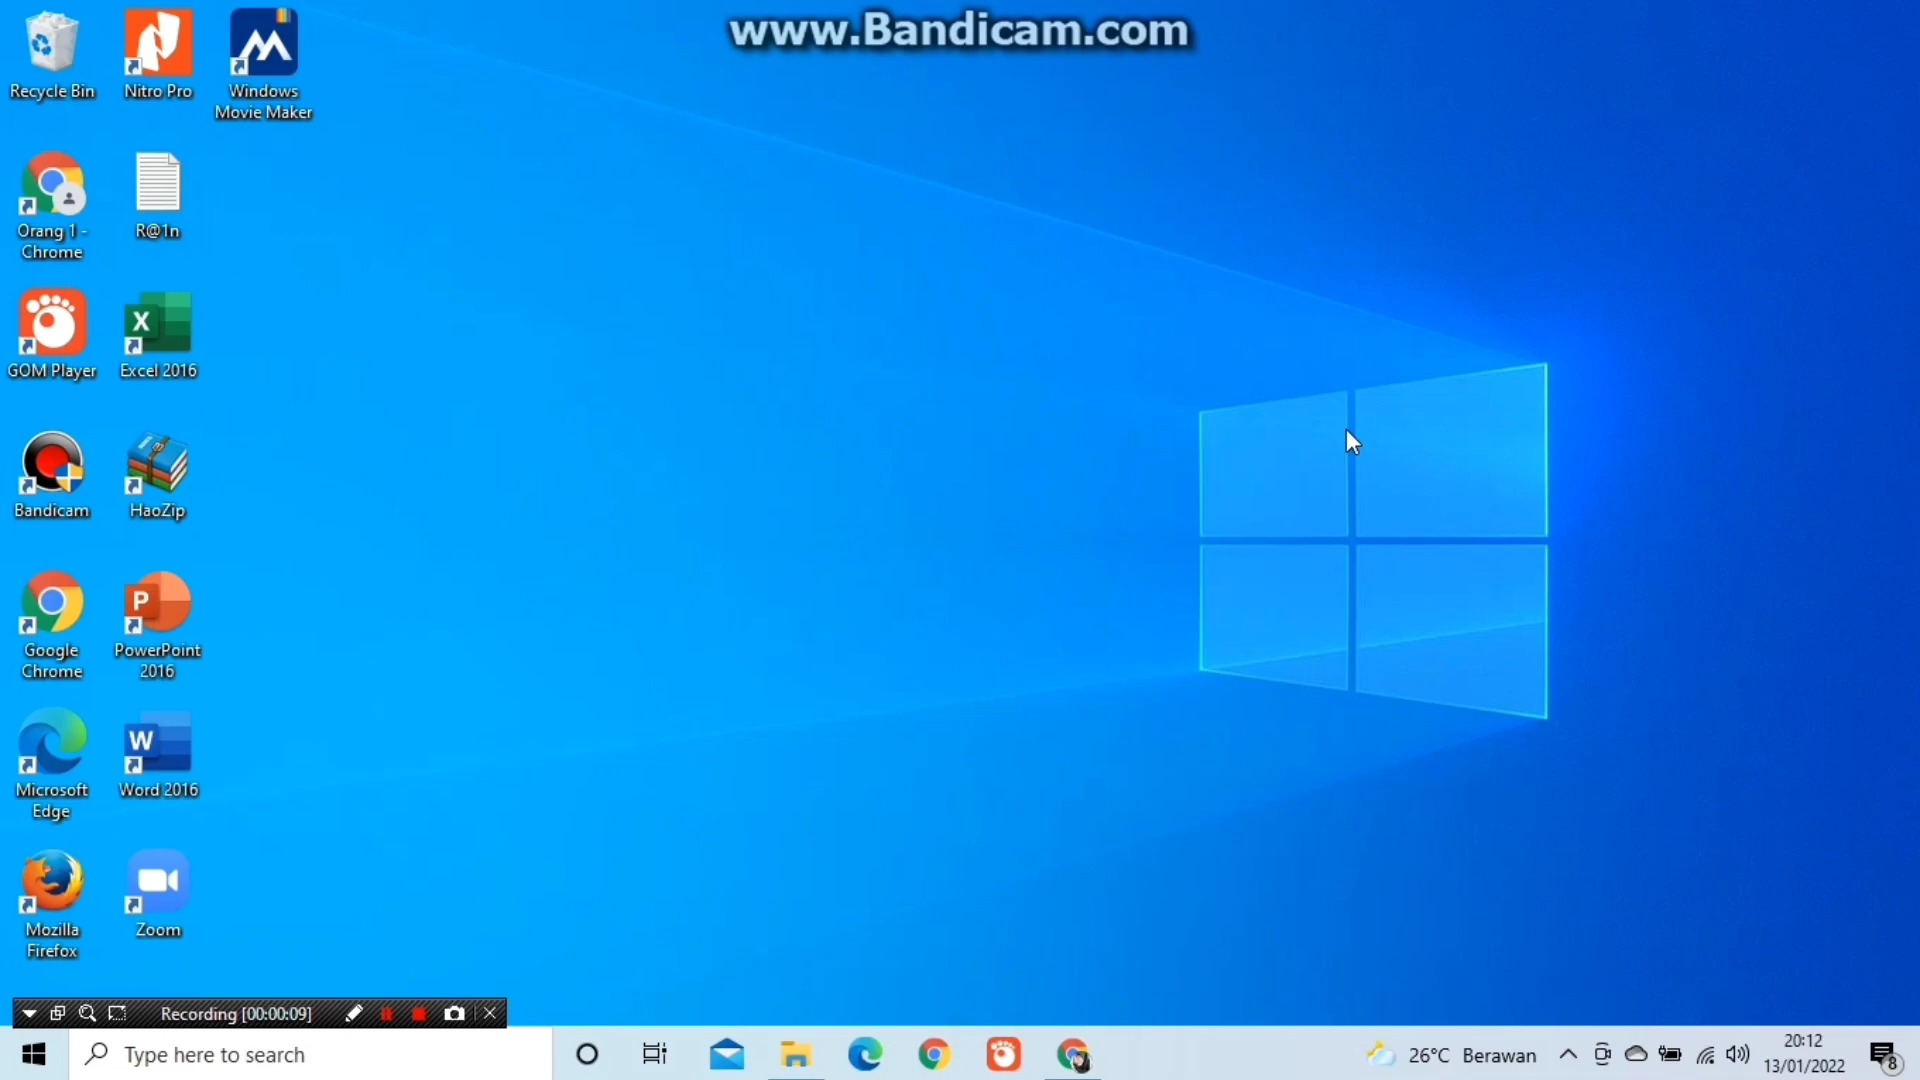 www.Bandicam.com
Recycle Bin
Nitro Pro
Windows
Movie Maker
Orang 1 -
Chrome
R@1n
GOM Player
X
Excel 2016
Bandicam
HaoZip
Google
Chrome
P
PowerPoint
2016
Microsoft
Edge
W
Word 2016
Mozilla
Firefox
Zoom
Recording [00:00:09]
Type here to search
26°C Berawan
20:12
13/01/2022
8